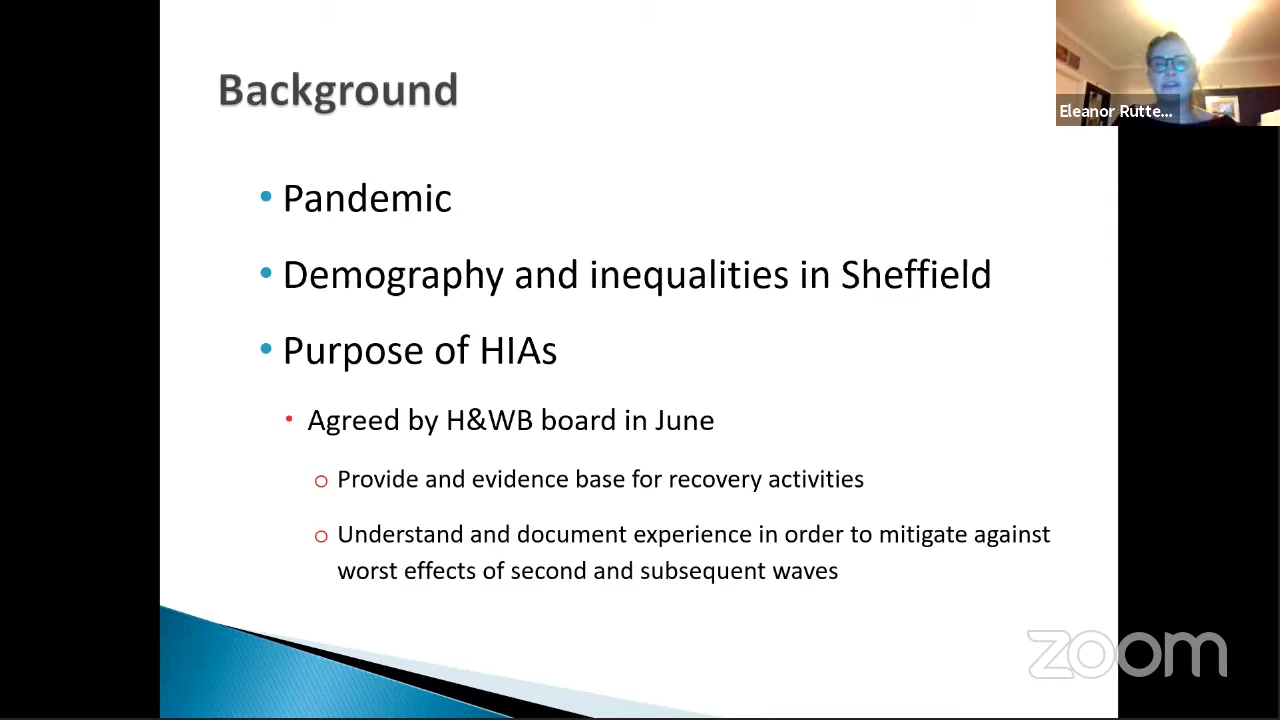 Background
Eleanor Rutte...
• Pandemic
• Demography and inequalities in Sheffield
• Purpose of HIAs
• Agreed by H&WB board in June
o Provide and evidence base for recovery activities
o Understand and document experience in order to mitigate against
worst effects of second and subsequent waves
zoom